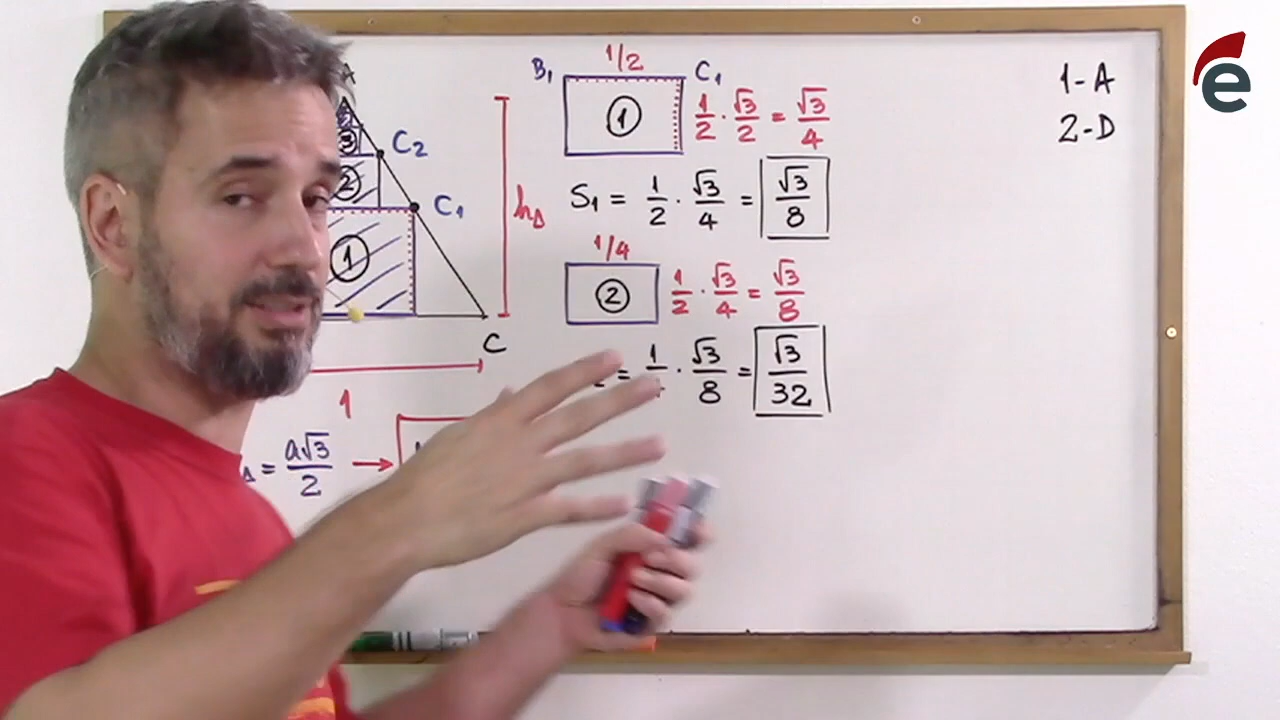 A
C₂
C₁
h△
3
2
1
C
1
= a√3/2 →
B₁ 1/2 C₁
1
1/2 · √3/2 = √3/4
S₁ = 1/2 · √3/4 = √3/8
1/4
2
1/2 · √3/4 = √3/8
= 1/ · √3/8 = √3/32
1-A
2-D
e